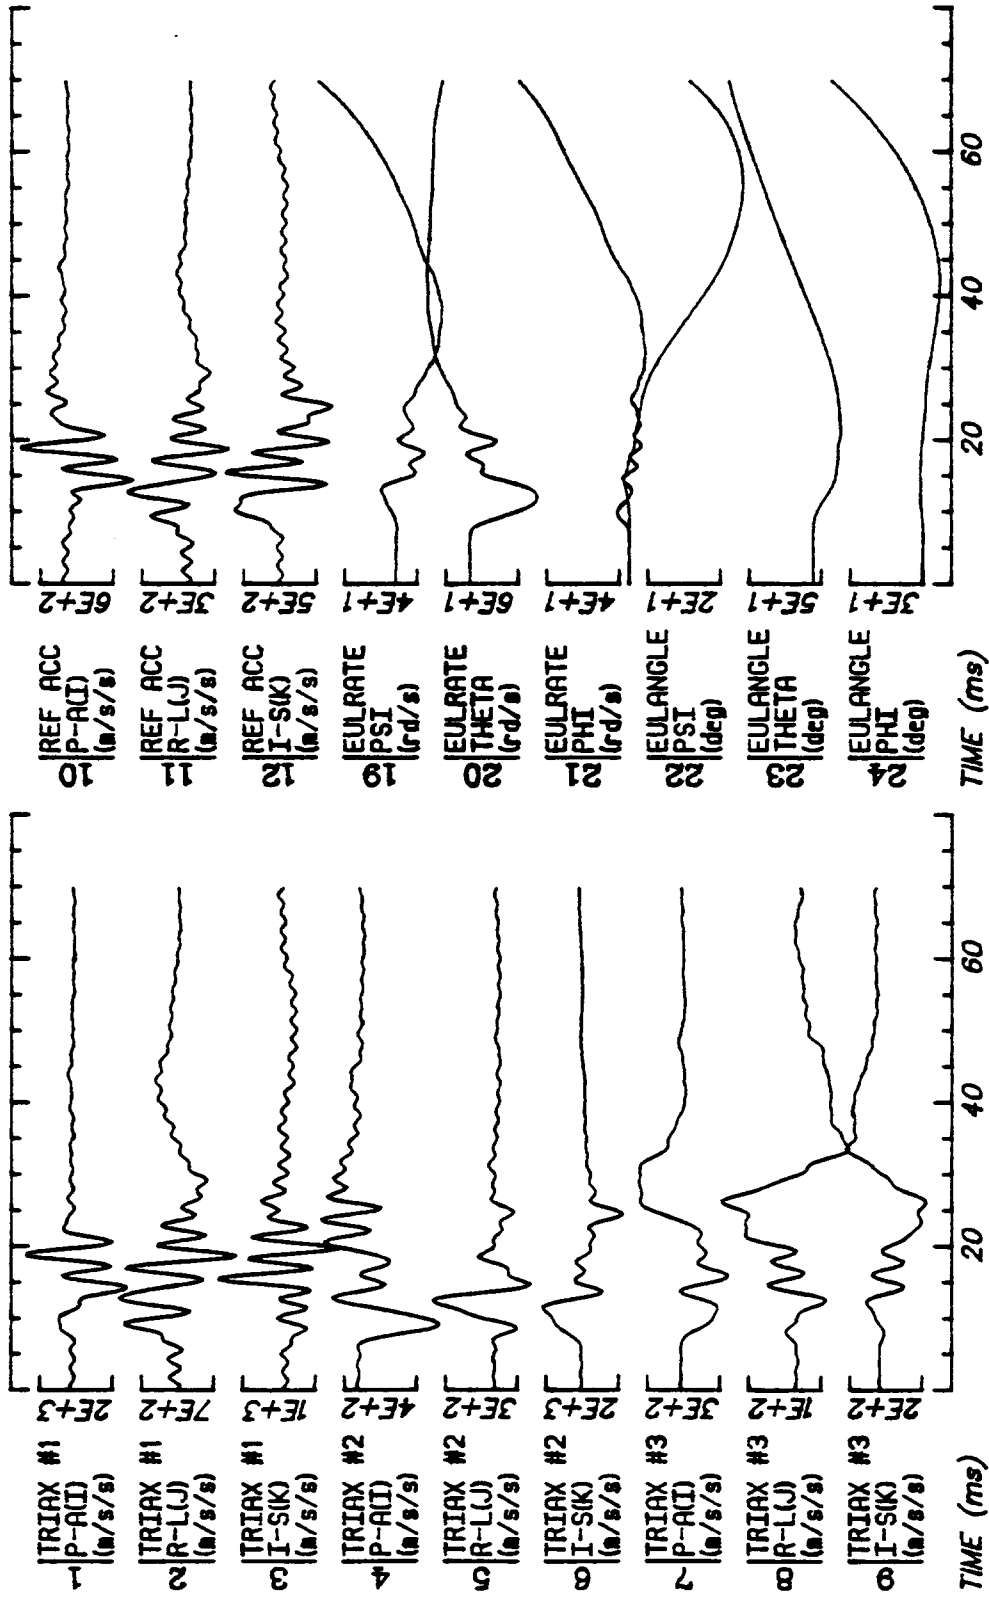 1
TRIAX #1
P-A(I)
(m/s/s)
2E+3
2
TRIAX #1
R-L(J)
(m/s/s)
7E+2
3
TRIAX #1
I-S(K)
(m/s/s)
1E+3
4
TRIAX #2
P-A(I)
(m/s/s)
4E+2
5
TRIAX #2
R-L(J)
(m/s/s)
3E+2
6
TRIAX #2
I-S(K)
(m/s/s)
2E+3
7
TRIAX #3
P-A(I)
(m/s/s)
3E+2
8
TRIAX #3
R-L(J)
(m/s/s)
1E+2
9
TRIAX #3
I-S(K)
(m/s/s)
2E+2
TIME (ms)
20
40
60
10
REF ACC
P-A(I)
(m/s/s)
6E+2
11
REF ACC
R-L(J)
(m/s/s)
3E+2
12
REF ACC
I-S(K)
(m/s/s)
5E+2
19
EULRATE
PSI
(rd/s)
4E+1
20
EULRATE
THETA
(rd/s)
6E+1
21
EULRATE
PHI
(rd/s)
4E+1
22
EULANGLE
PSI
(deg)
2E+1
23
EULANGLE
THETA
(deg)
5E+1
24
EULANGLE
PHI
(deg)
3E+1
TIME (ms)
20
40
60